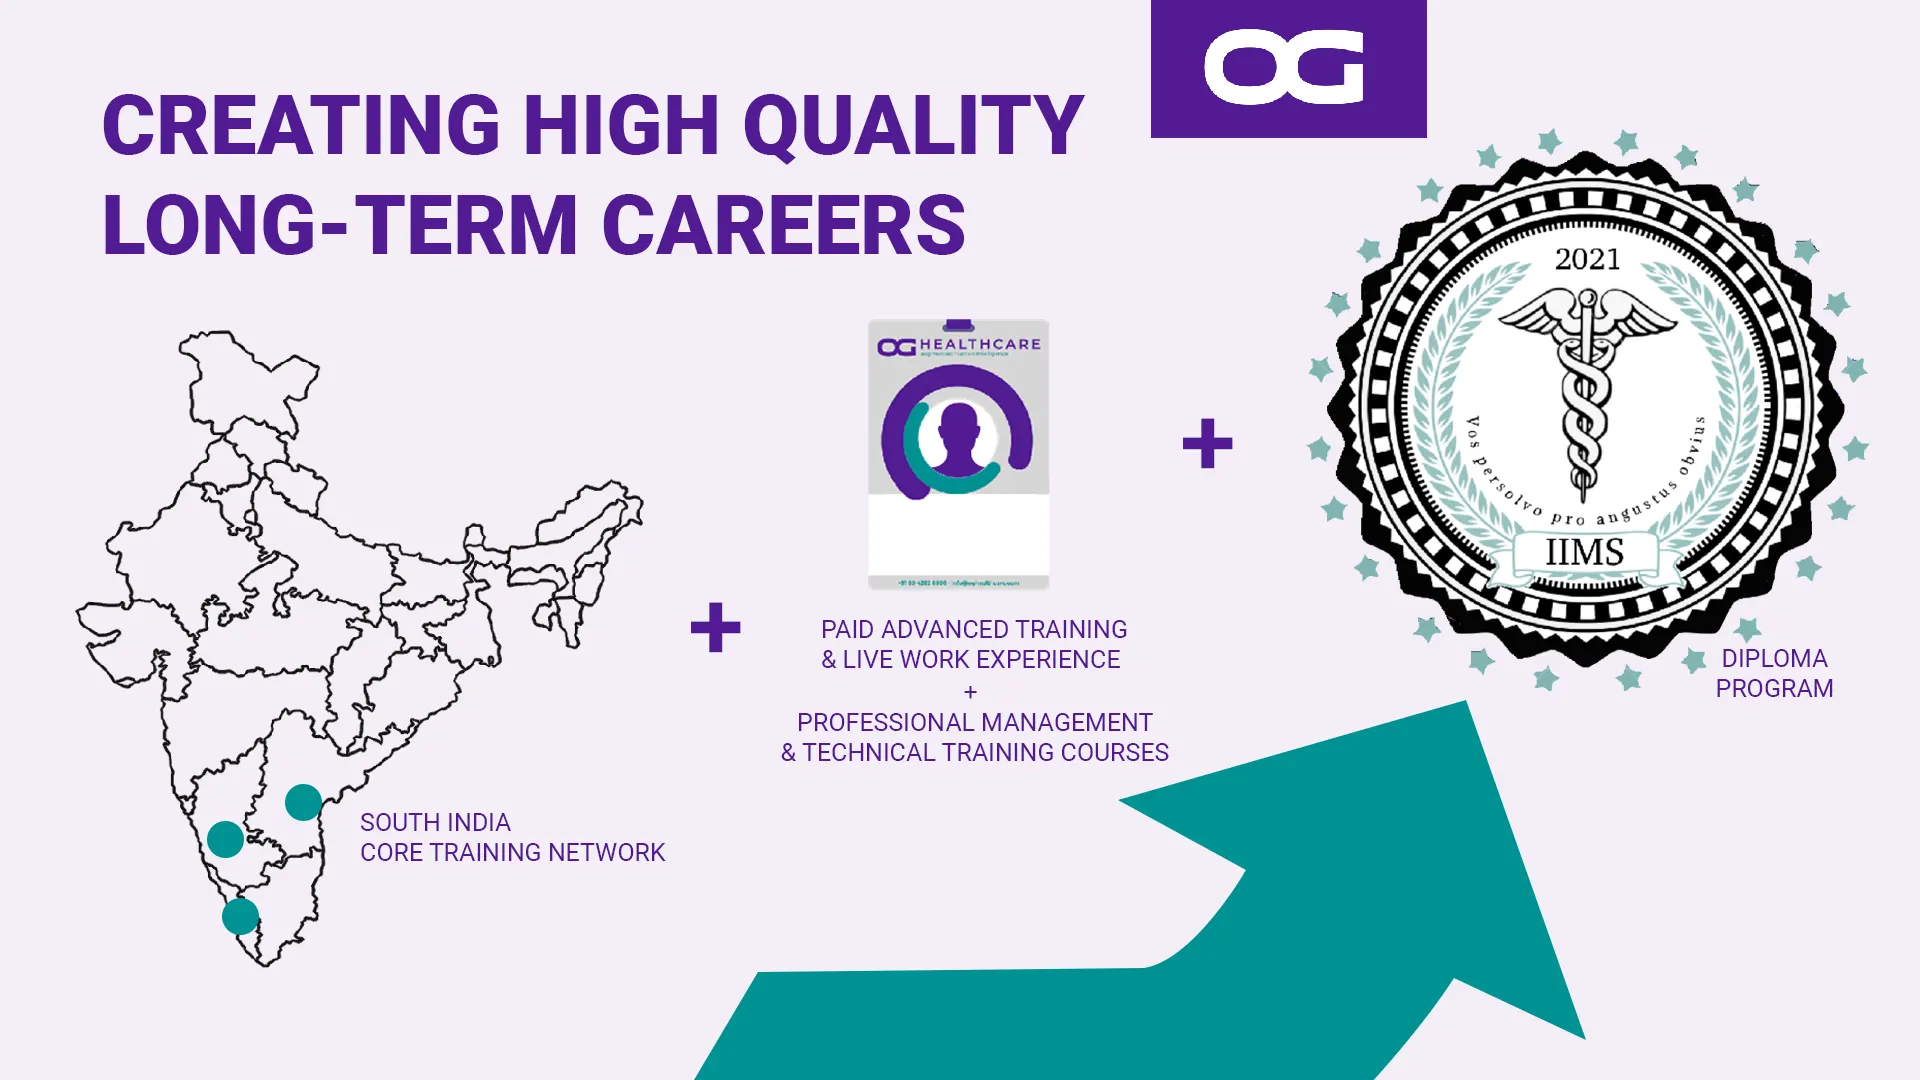 OG
CREATING HIGH QUALITY
LONG-TERM CAREERS
2021
Vos persolvo pro angustus obvius
IIMS
OG HEALTHCARE
PAID ADVANCED TRAINING
& LIVE WORK EXPERIENCE
+
PROFESSIONAL MANAGEMENT
& TECHNICAL TRAINING COURSES
DIPLOMA
PROGRAM
SOUTH INDIA
CORE TRAINING NETWORK